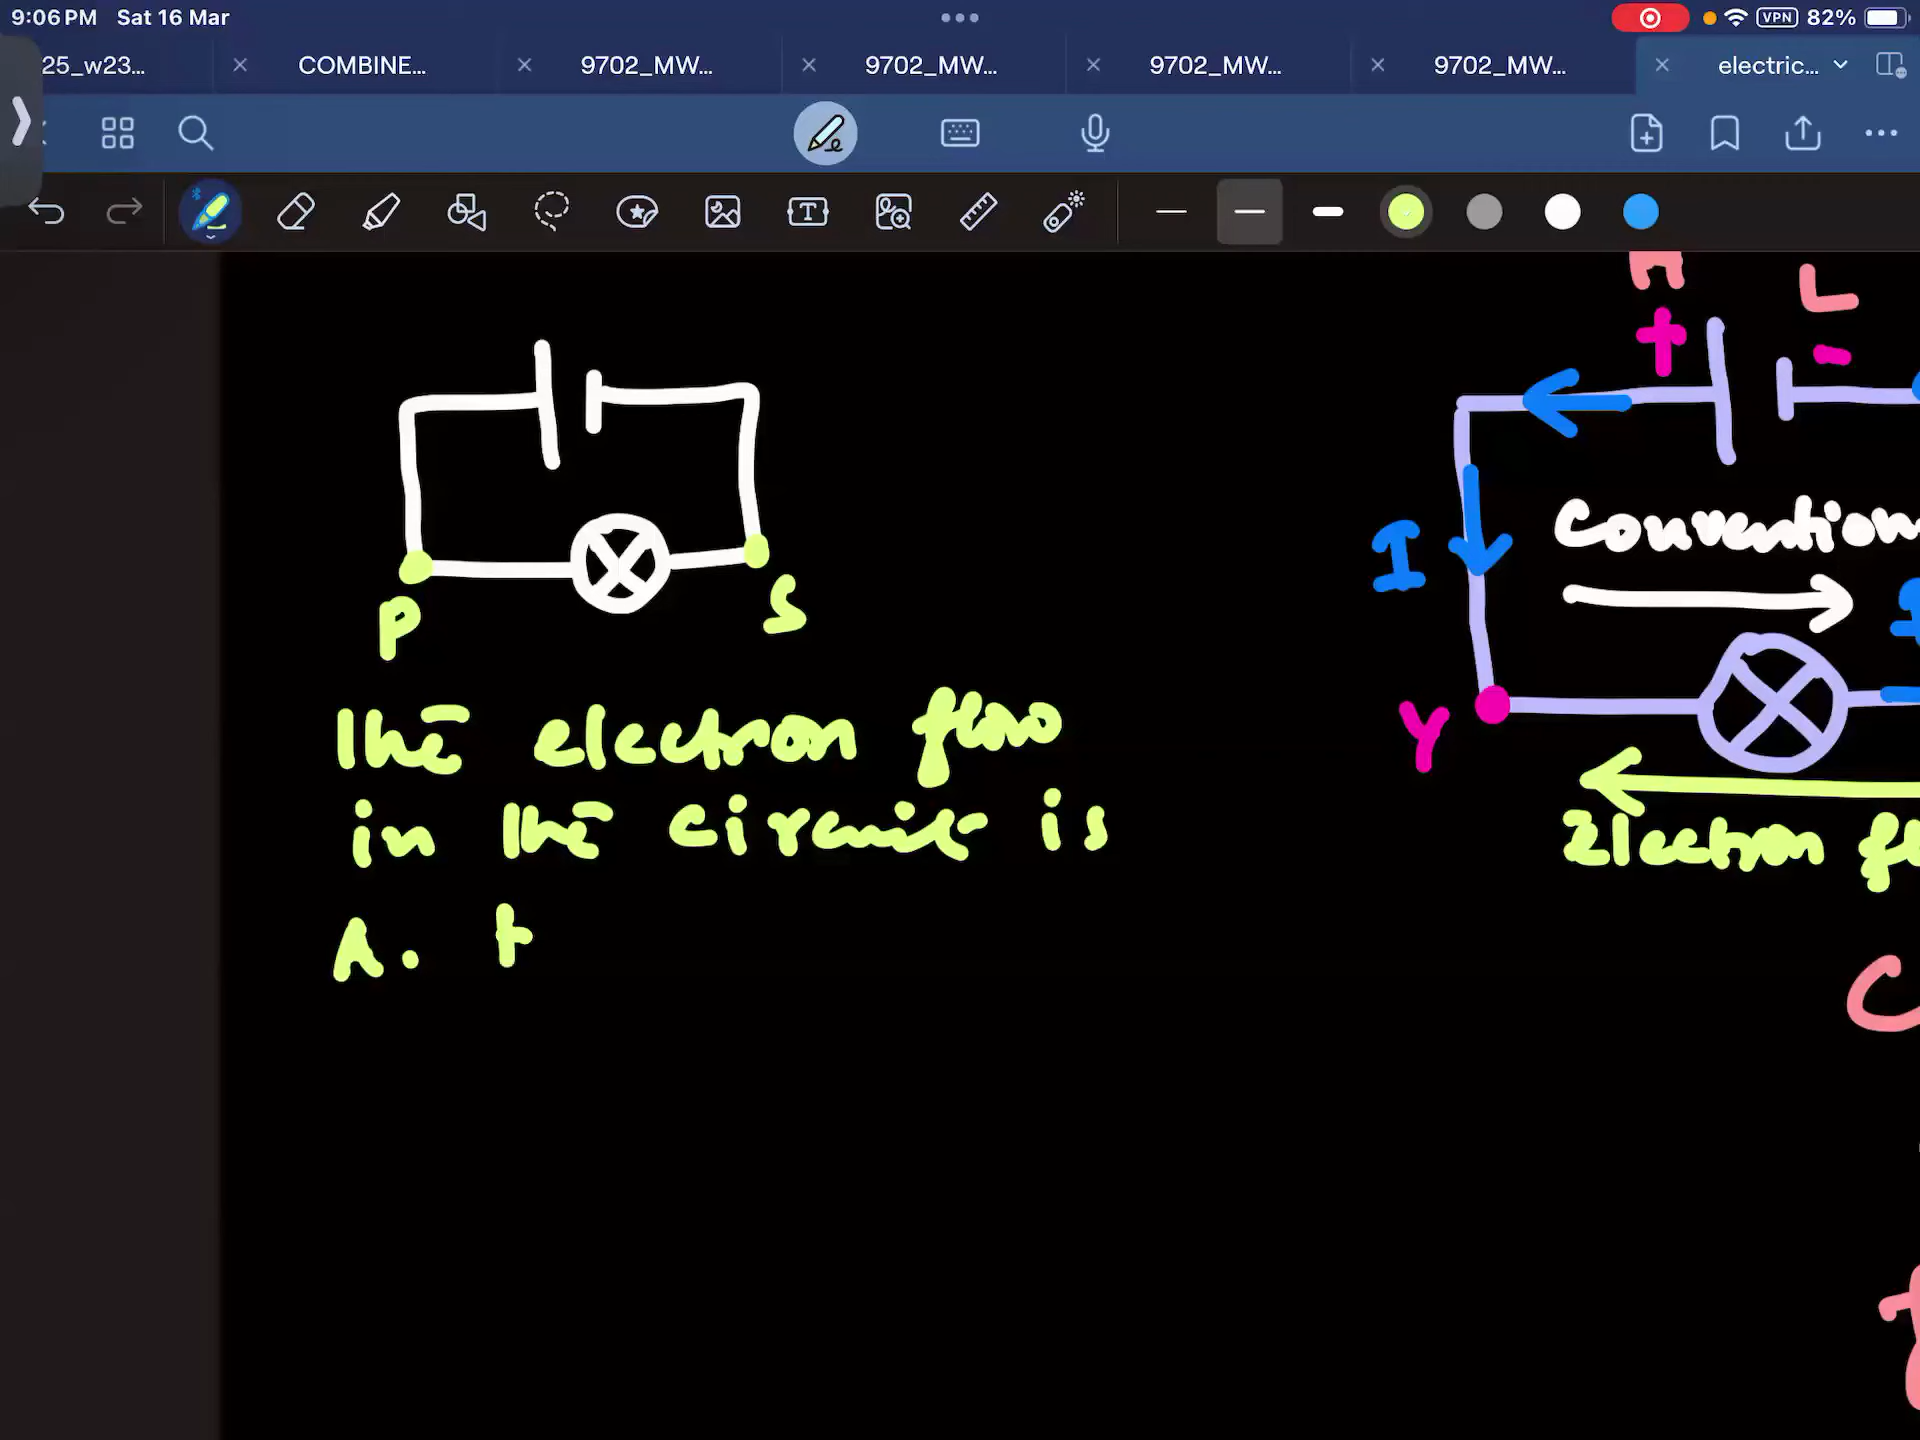 9:06 PM Sat 16 Mar
VPN 82%
25_w23... COMBINE... 9702_MW... 9702_MW... 9702_MW... 9702_MW... electric...
T
P
S
The electron flow
in the circuit is
A.
L
+ -
I
Convention
Y
Electron